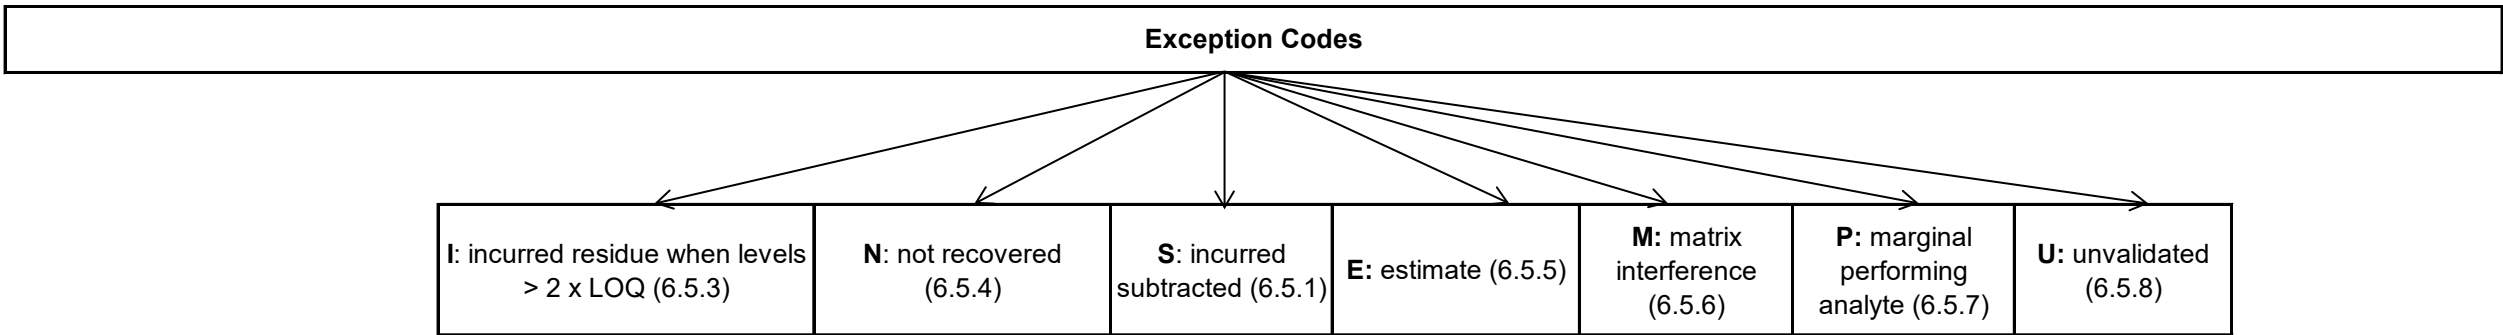 Exception Codes
I: incurred residue when levels
> 2 x LOQ (6.5.3)
N: not recovered
(6.5.4)
S: incurred
subtracted (6.5.1)
E: estimate (6.5.5)
M: matrix
interference
(6.5.6)
P: marginal
performing
analyte (6.5.7)
U: unvalidated
(6.5.8)